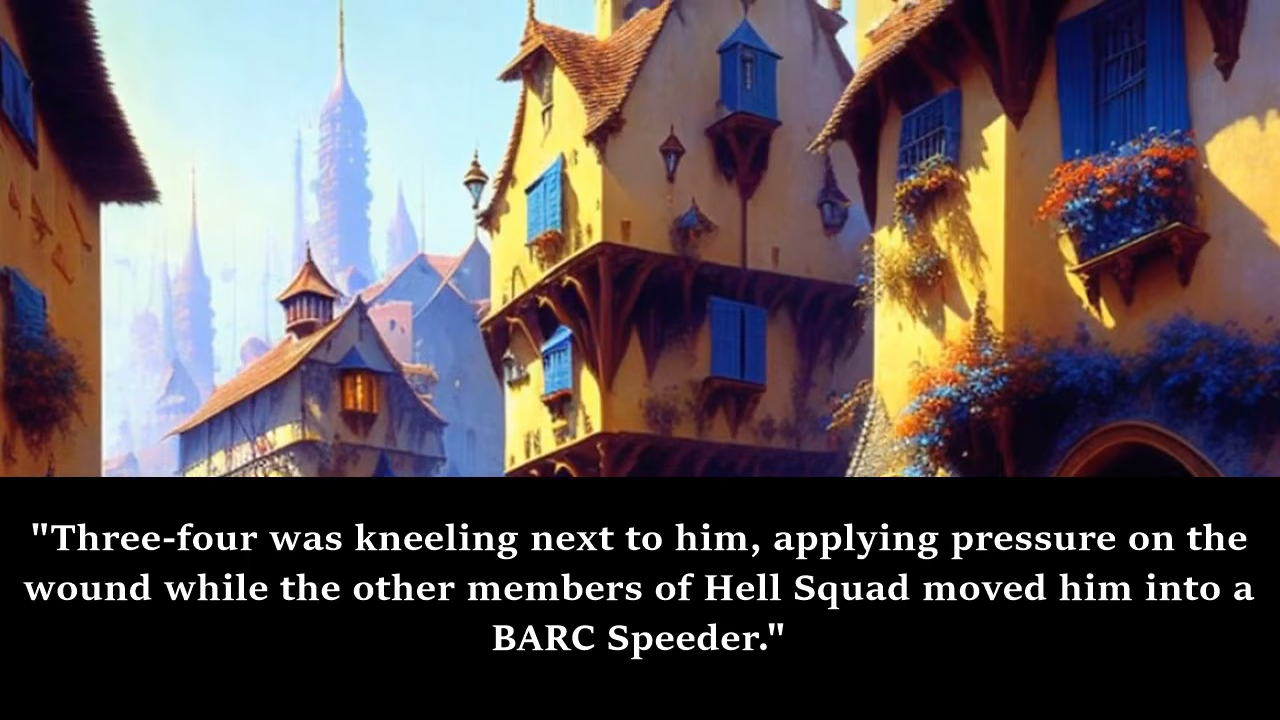 "Three-four was kneeling next to him, applying pressure on the
wound while the other members of Hell Squad moved him into a
BARC Speeder."